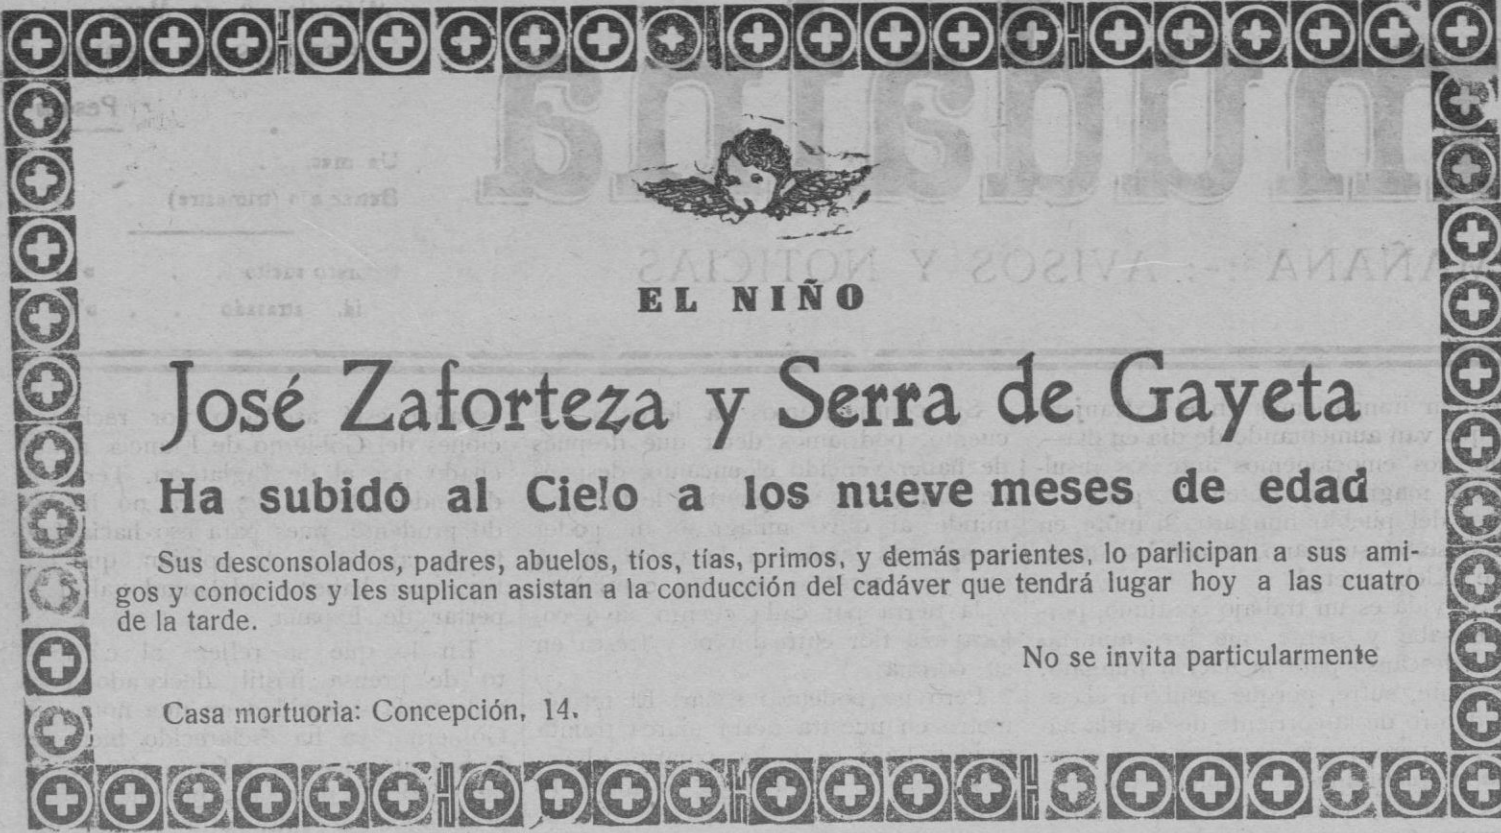 EL NIÑO
José Zaforteza y Serra de Gayeta
Ha subido al Cielo a los nueve meses de edad
Sus desconsolados, padres, abuelos, tíos, tías, primos, y demás parientes, lo parlicipan a sus ami-
gos y conocidos y les suplican asistan a la conducción del cadáver que tendrá lugar hoy a las cuatro
de la tarde.
No se invita particularmente
Casa mortuoria: Concepción, 14.